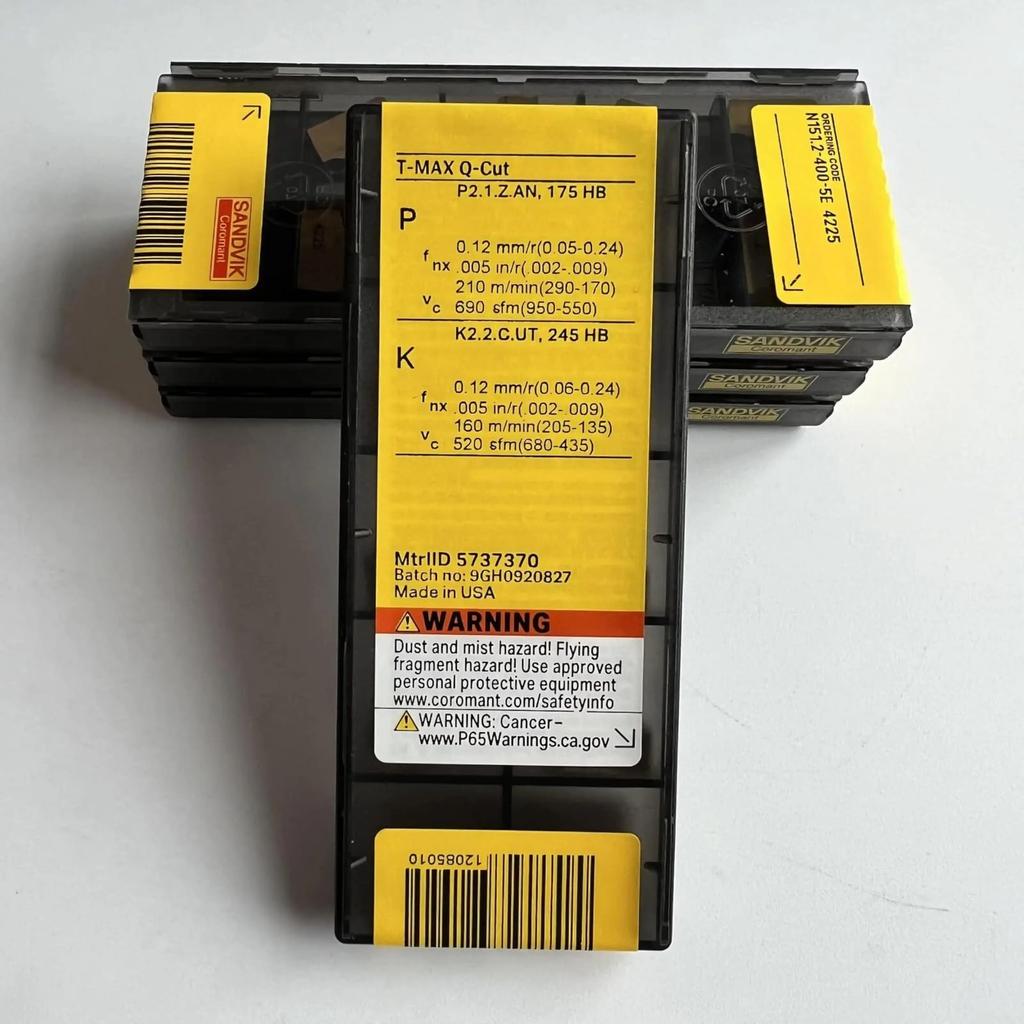 SANDVIK
Coromant
ORDERING CODE
N151.2-400-5E 4225
SANDVIK
Coromant
SANDVIK
Coromant
SANDVIK
Coromant
T-MAX Q-Cut
P2.1.Z.AN, 175 HB
P
fnx 0.12 mm/r(0.05-0.24)
.005 in/r(.002-.009)
vc 210 m/min(290-170)
690 sfm(950-550)
K2.2.C.UT, 245 HB
K
fnx 0.12 mm/r(0.06-0.24)
.005 in/r(.002-.009)
vc 160 m/min(205-135)
520 sfm(680-435)
MtrlID 5737370
Batch no: 9GH0920827
Made in USA
WARNING
Dust and mist hazard! Flying
fragment hazard! Use approved
personal protective equipment
www.coromant.com/safetyinfo
WARNING: Cancer-
www.P65Warnings.ca.gov
12085010